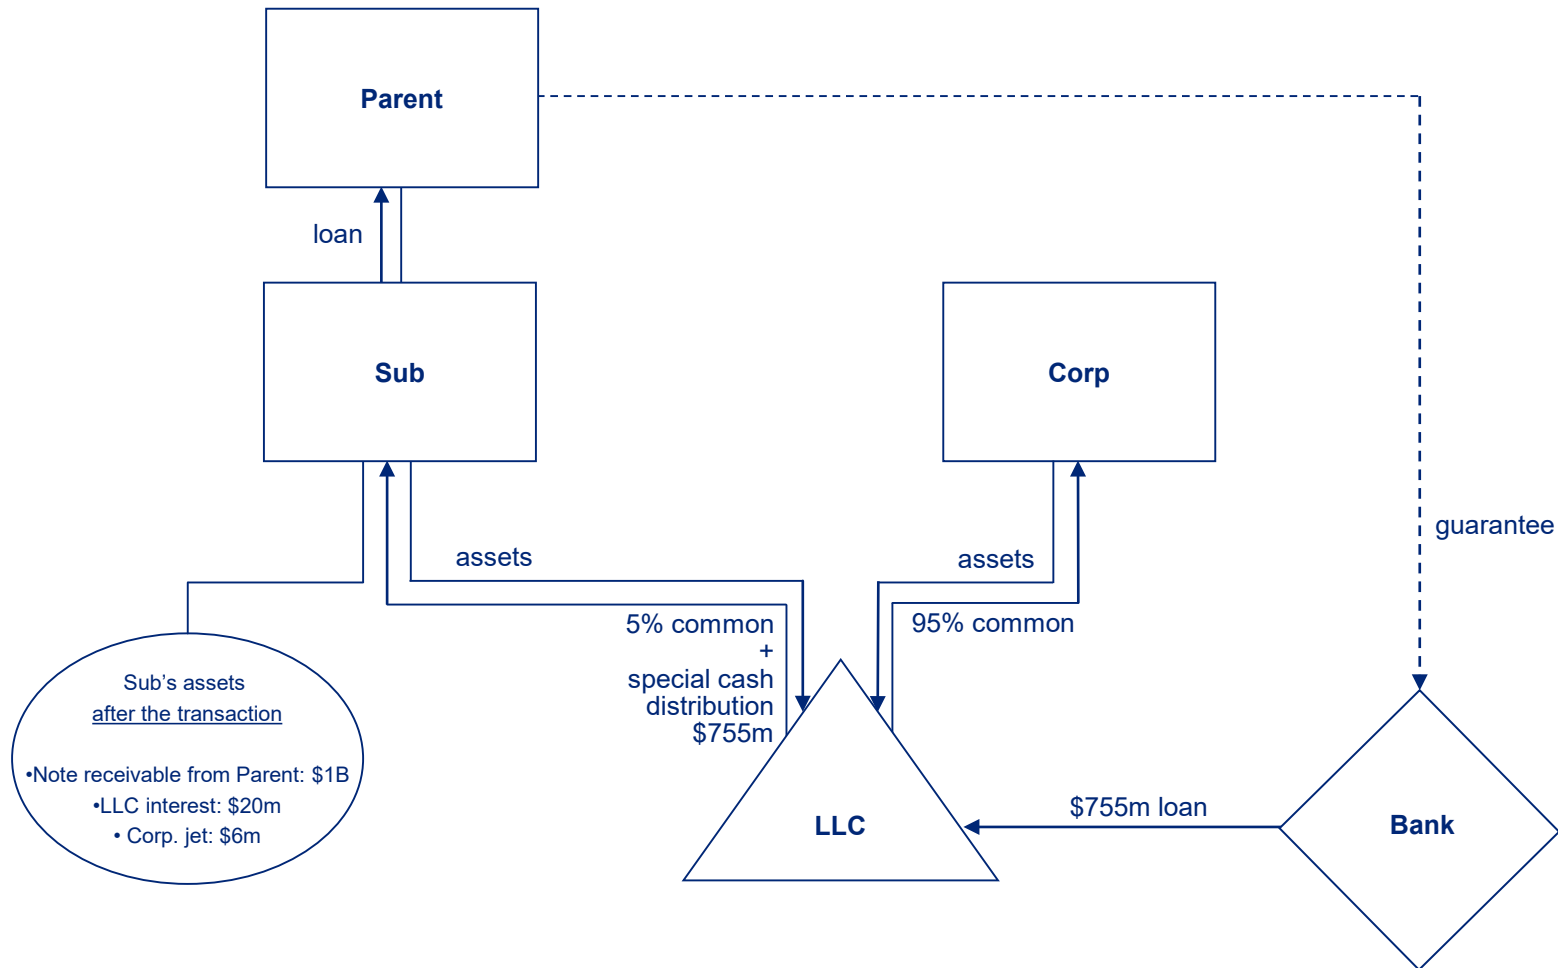 Parent
loan
Sub
Corp
guarantee
assets
assets
5% common
+
special cash
distribution
$755m
95% common
Sub’s assets
after the transaction
•Note receivable from Parent: $1B
•LLC interest: $20m
• Corp. jet: $6m
LLC
$755m loan
Bank